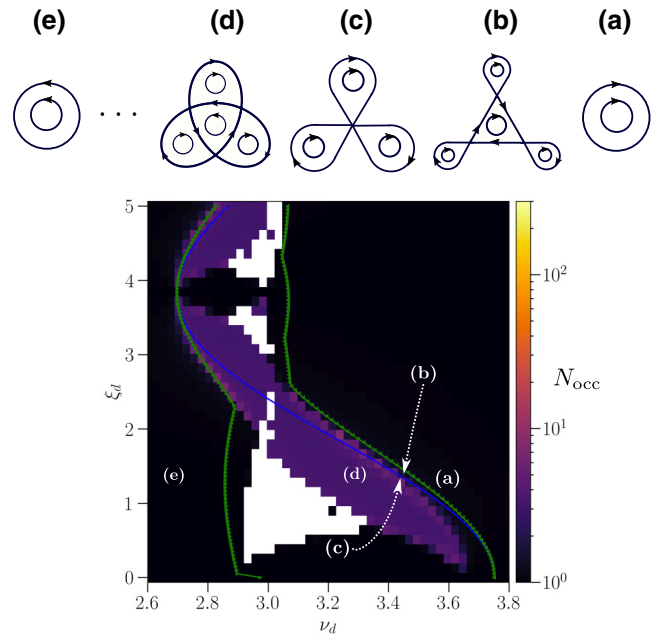 (e) (d) (c) (b) (a)
5
4
3
2
1
0
ξd
(b)
(a)
(d)
(e)
(c)
2.6 2.8 3.0 3.2 3.4 3.6 3.8
νd
10²
10¹
10⁰
Nocc